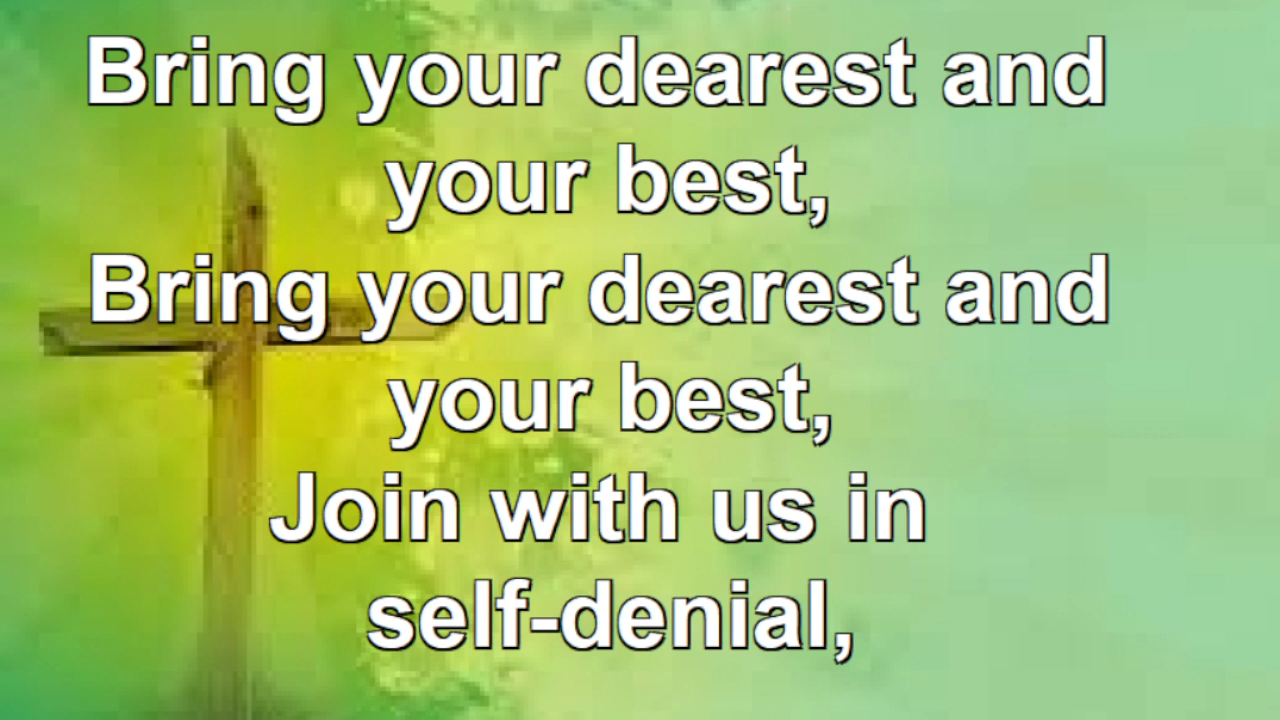 Bring your dearest and
your best,
Bring your dearest and
your best,
Join with us in
self-denial,